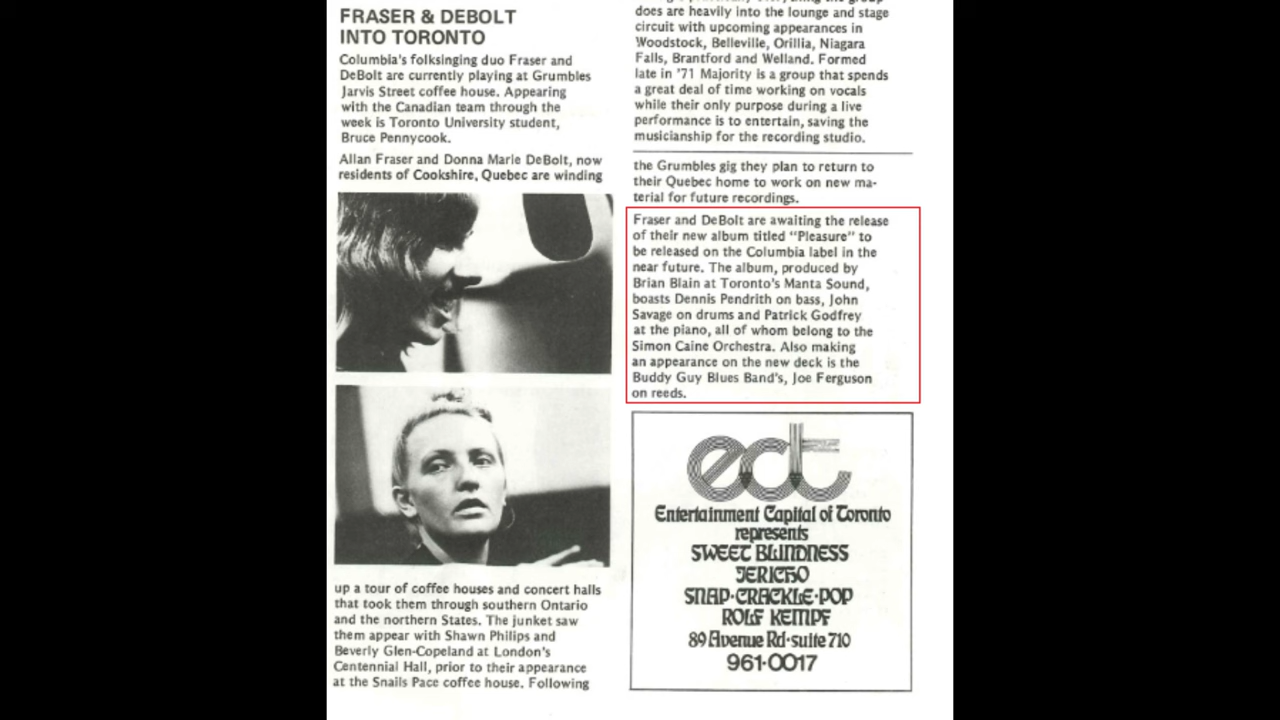 FRASER & DEBOLT
INTO TORONTO
Columbia's folksinging duo Fraser and
DeBolt are currently playing at Grumbles
Jarvis Street coffee house. Appearing
with the Canadian team through the
week is Toronto University student,
Bruce Pennycook.
Allan Fraser and Donna Marie DeBolt, now
residents of Cookshire, Quebec are winding
up a tour of coffee houses and concert halls
that took them through southern Ontario
and the northern States. The junket saw
them appear with Shawn Philips and
Beverly Glen-Copeland at London's
Centennial Hall, prior to their appearance
at the Snails Pace coffee house. Following
does are heavily into the lounge and stage
circuit with upcoming appearances in
Woodstock, Belleville, Orillia, Niagara
Falls, Brantford and Welland. Formed
late in '71 Majority is a group that spends
a great deal of time working on vocals
while their only purpose during a live
performance is to entertain, saving the
musicianship for the recording studio.
the Grumbles gig they plan to return to
their Quebec home to work on new ma-
terial for future recordings.
Fraser and DeBolt are awaiting the release
of their new album titled "Pleasure" to
be released on the Columbia label in the
near future. The album, produced by
Brian Blain at Toronto's Manta Sound,
boasts Dennis Pendrith on bass, John
Savage on drums and Patrick Godfrey
at the piano, all of whom belong to the
Simon Caine Orchestra. Also making
an appearance on the new deck is the
Buddy Guy Blues Band's, Joe Ferguson
on reeds.
ect
Entertainment Capital of Toronto
represents
SWEET BLINDNESS
JERICHO
SNAP·CRACKLE·POP
ROLF KEMPF
89 Avenue Rd·suite 710
961·0017